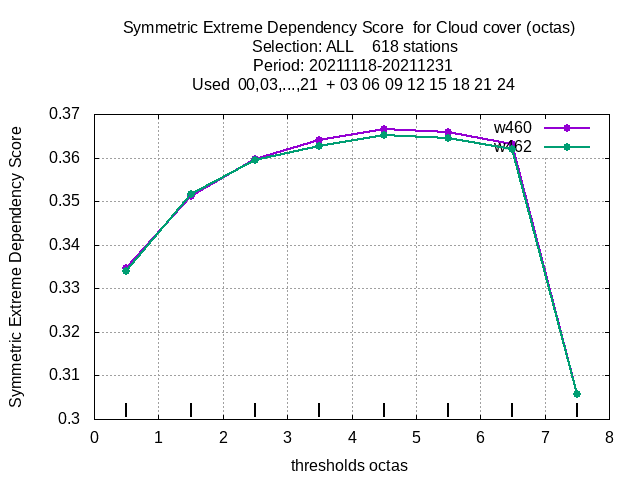 Symmetric Extreme Dependency Score  for Cloud cover (octas)
Selection: ALL    618 stations
Period: 20211118-20211231
Used  00,03,...,21  + 03 06 09 12 15 18 21 24
w460
w462
Symmetric Extreme Dependency Score
0.37
0.36
0.35
0.34
0.33
0.32
0.31
0.3
0 1 2 3 4 5 6 7 8
thresholds octas